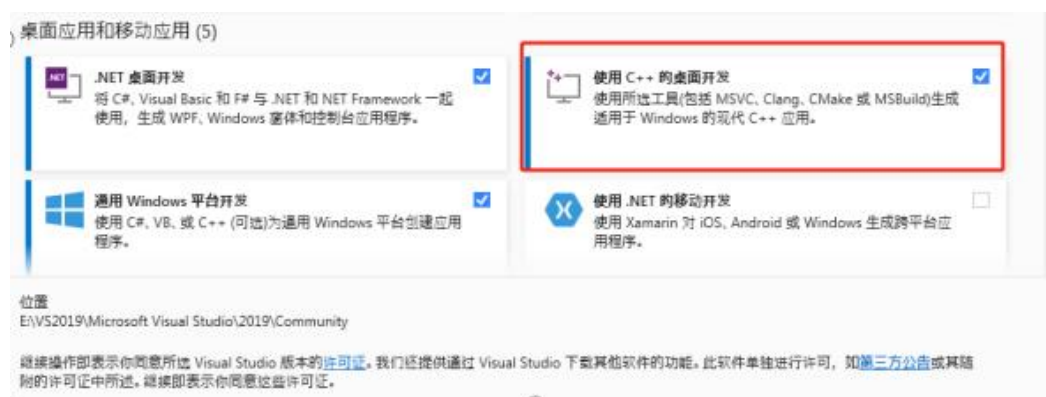 桌面应用和移动应用 (5)
.NET 桌面开发
将 C#、Visual Basic 和 F# 与 .NET 和 NET Framework 一起
使用，生成 WPF、Windows 窗体和控制台应用程序。
使用 C++ 的桌面开发
使用所选工具(包括 MSVC、Clang、CMake 或 MSBuild)生成
适用于 Windows 的现代 C++ 应用。
通用 Windows 平台开发
使用 C#、VB、或 C++ (可选)为通用 Windows 平台创建应用
程序。
使用 .NET 的移动开发
使用 Xamarin 对 iOS、Android 或 Windows 生成跨平台应
用程序。
位置
E:\VS2019\Microsoft Visual Studio\2019\Community
继续操作即表示你同意所选 Visual Studio 版本的许可证。我们还提供通过 Visual Studio 下载其他软件的功能。此软件单独进行许可，如第三方公告或其随
附的许可证中所述。继续即表示你同意这些许可证。